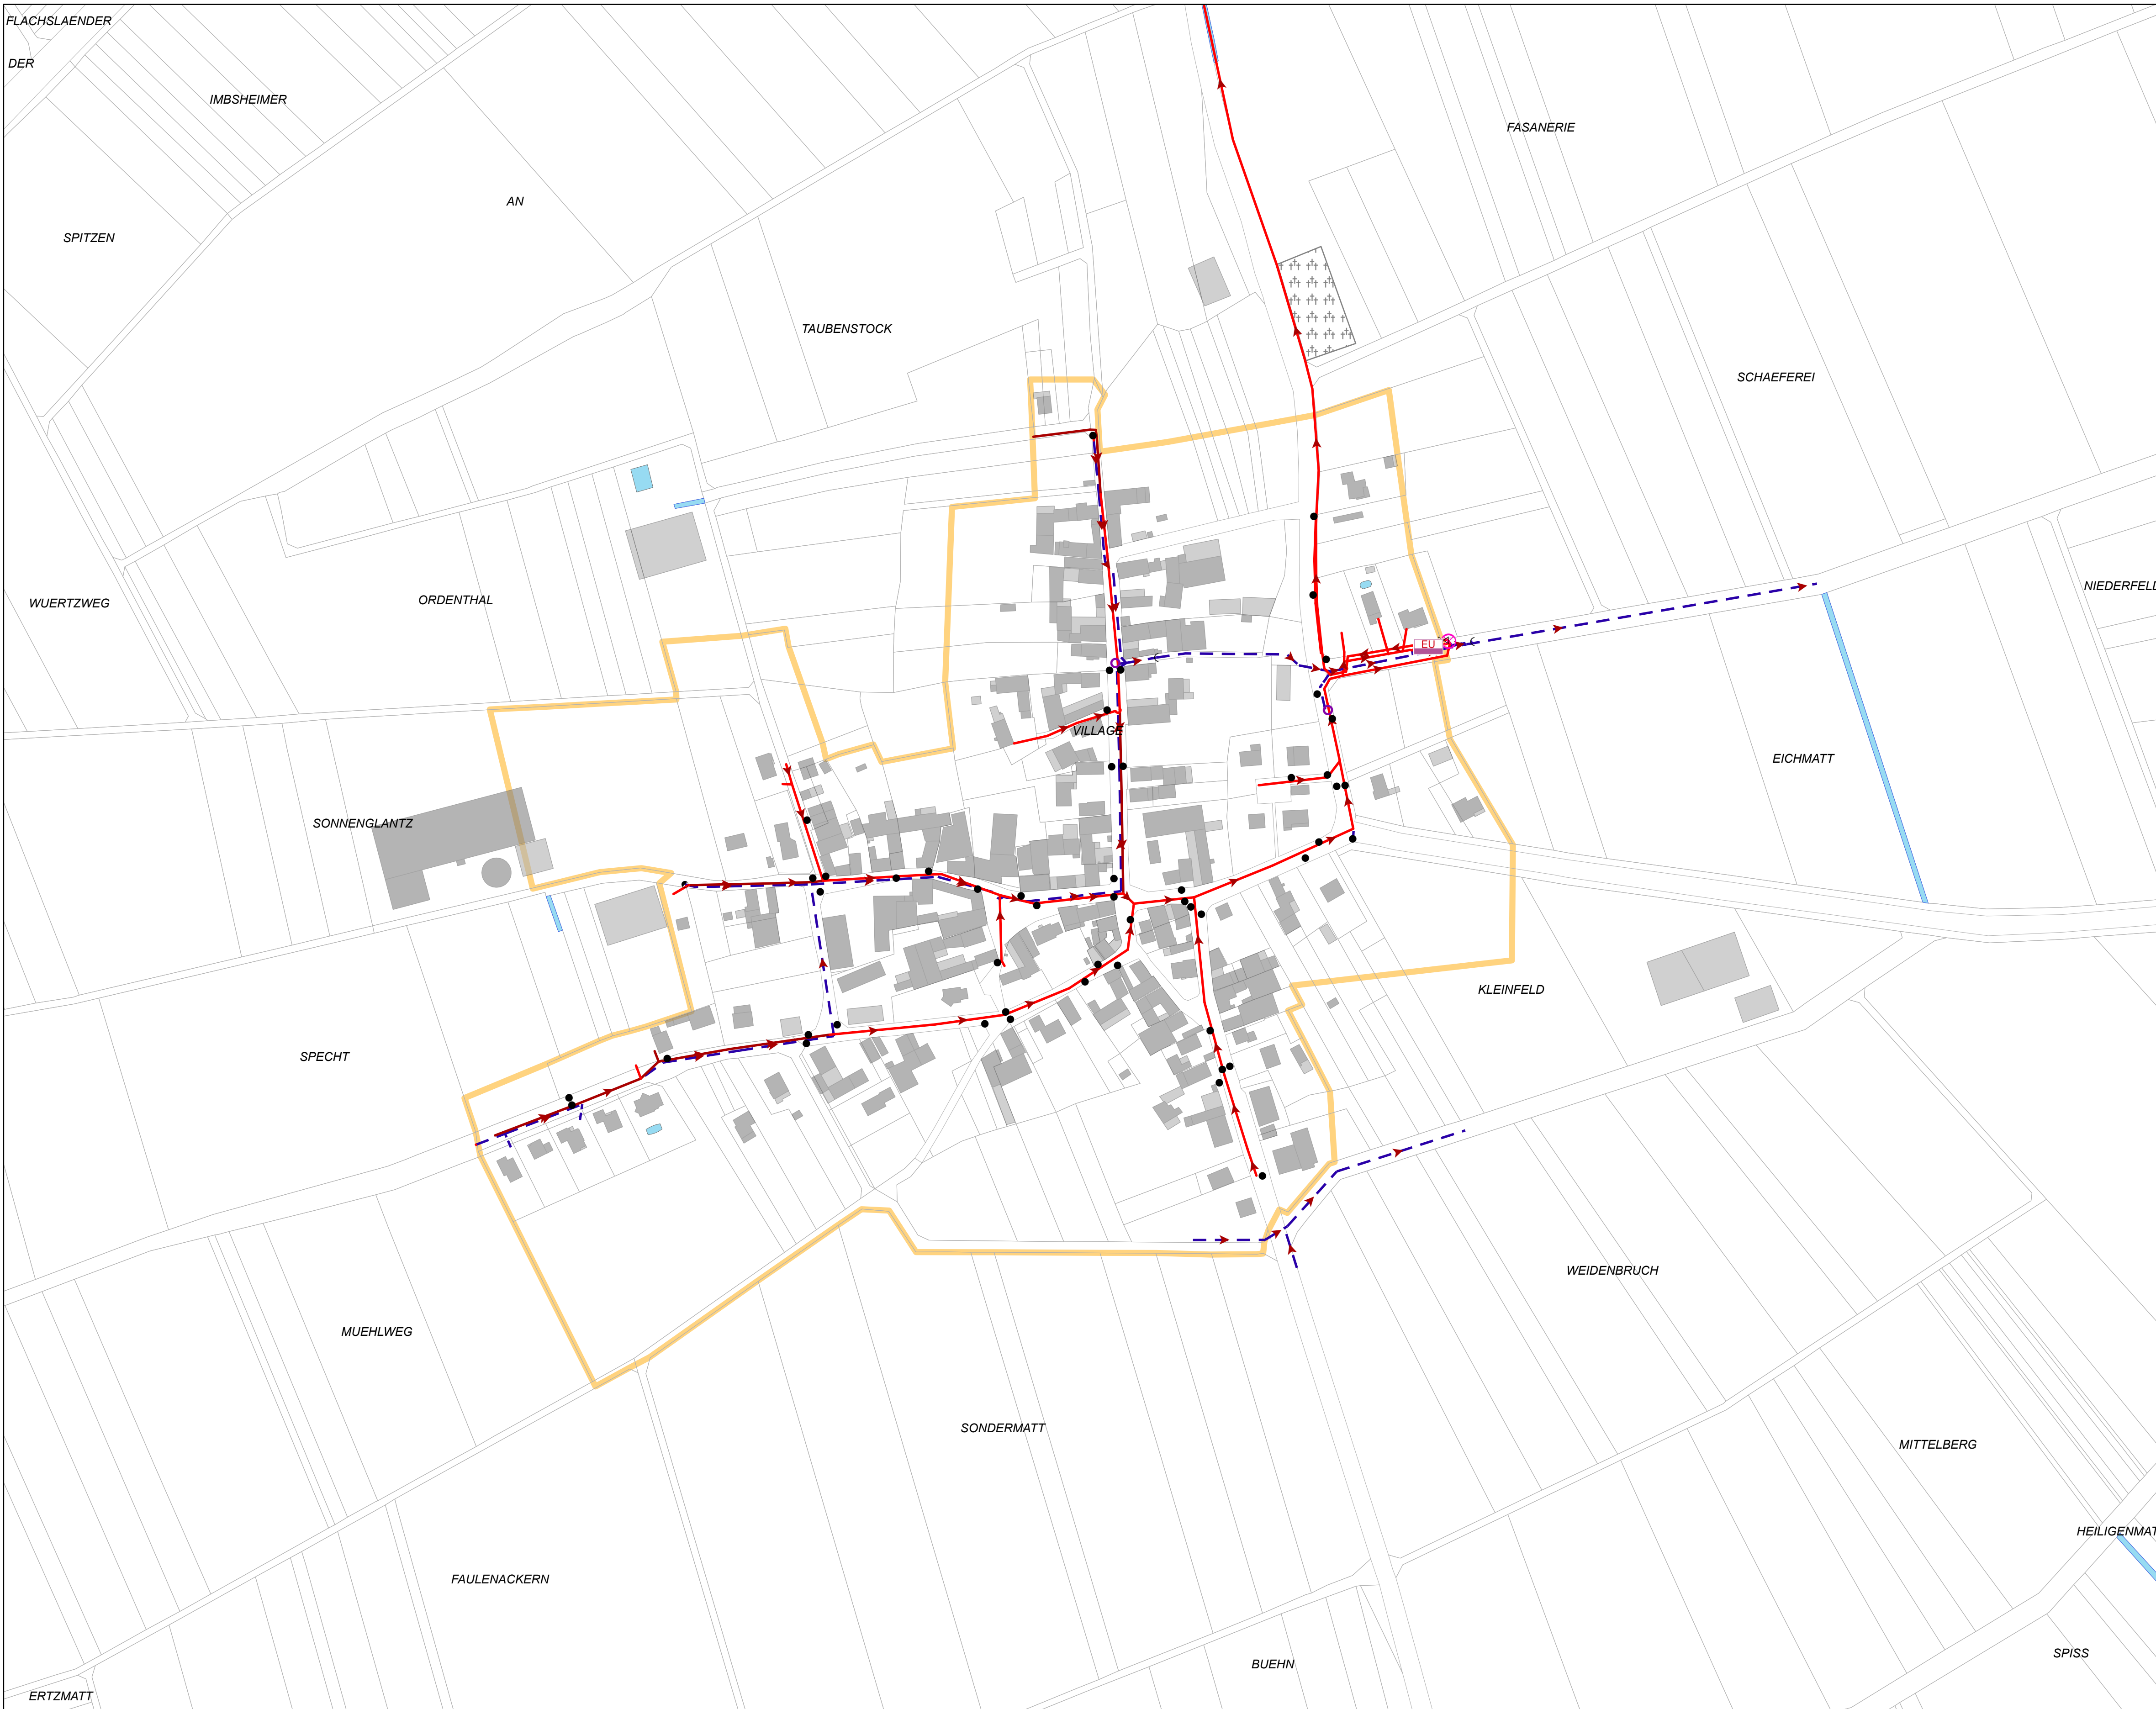 FLACHSLAENDER
DER
IMBSHEIMER
FASANERIE
AN
SPITZEN
TAUBENSTOCK
SCHAEFEREI
NIEDERFELD
ORDENTHAL
WUERTZWEG
EU
VILLAGE
EICHMATT
SONNENGLANTZ
KLEINFELD
SPECHT
WEIDENBRUCH
MUEHLWEG
SONDERMATT
MITTELBERG
HEILIGENMAT
FAULENACKERN
SPISS
BUEHN
ERTZMATT